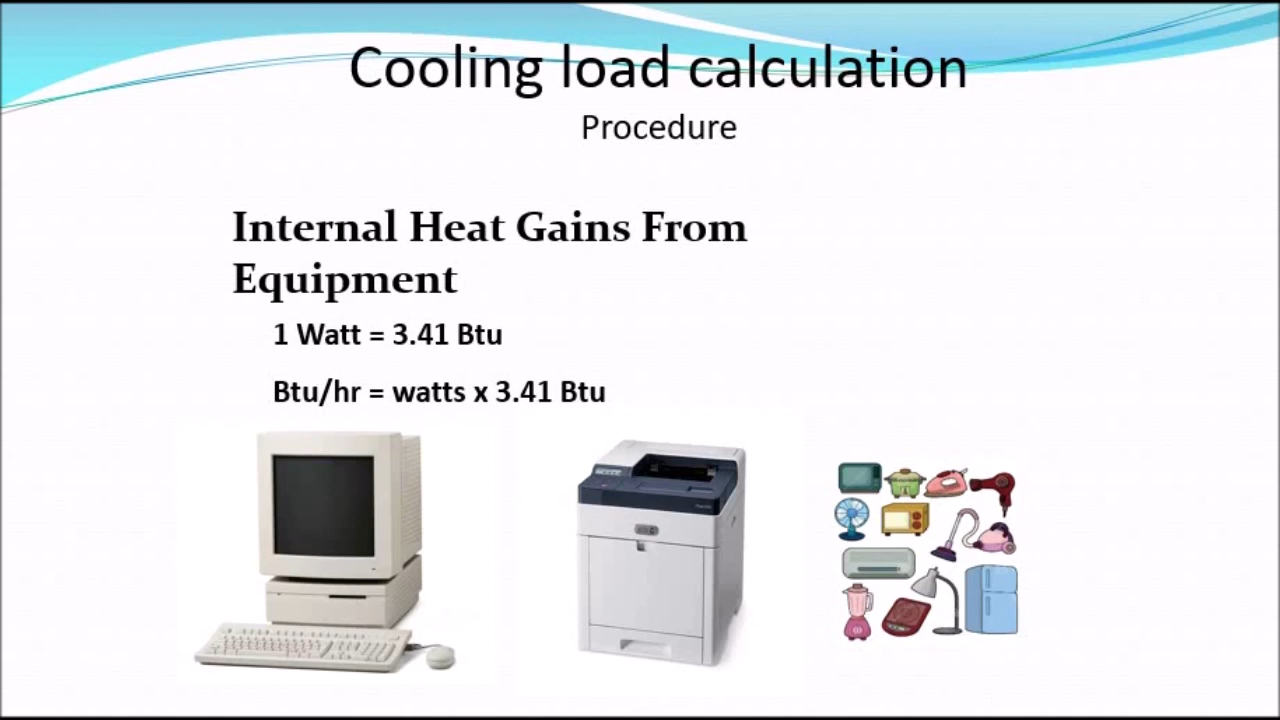 Cooling load calculation
Procedure
Internal Heat Gains From
Equipment
1 Watt = 3.41 Btu
Btu/hr = watts x 3.41 Btu